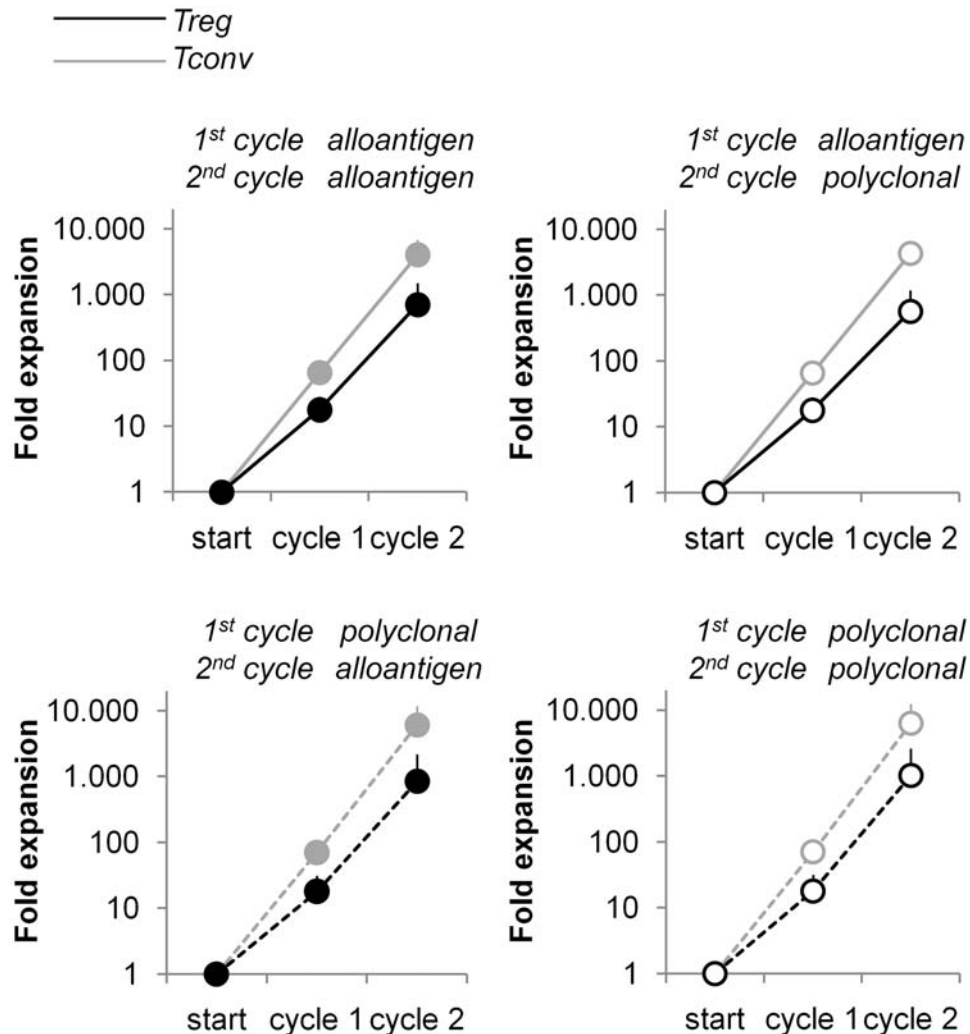 Treg
Tconv
1st cycle alloantigen
2nd cycle alloantigen
Fold expansion
10.000
1.000
100
10
1
start cycle 1 cycle 2
1st cycle alloantigen
2nd cycle polyclonal
Fold expansion
10.000
1.000
100
10
1
start cycle 1 cycle 2
1st cycle polyclonal
2nd cycle alloantigen
Fold expansion
10.000
1.000
100
10
1
start cycle 1 cycle 2
1st cycle polyclonal
2nd cycle polyclonal
Fold expansion
10.000
1.000
100
10
1
start cycle 1 cycle 2